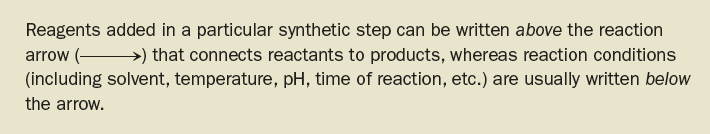 Reagents added in a particular synthetic step can be written above the reaction
arrow (⟶) that connects reactants to products, whereas reaction conditions
(including solvent, temperature, pH, time of reaction, etc.) are usually written below
the arrow.